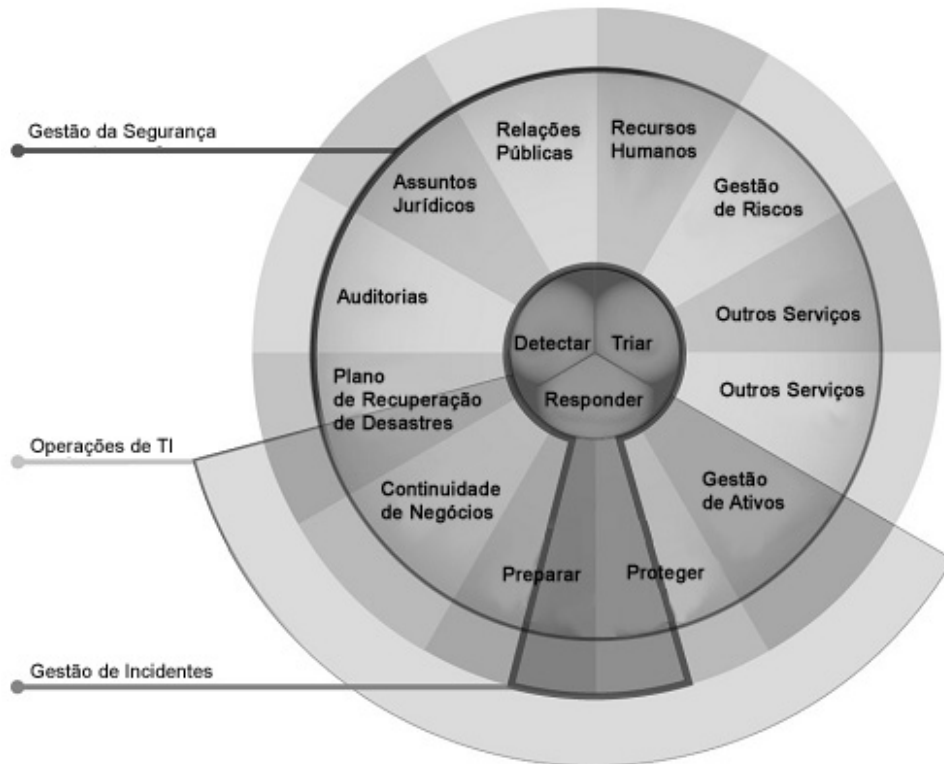 Gestão da Segurança
Relações
Públicas
Recursos
Humanos
Assuntos
Jurídicos
Gestão
de Riscos
Auditorias
Outros Serviços
Detectar
Triar
Responder
Plano
de Recuperação
de Desastres
Outros Serviços
Operações de TI
Continuidade
de Negócios
Gestão
de Ativos
Preparar
Proteger
Gestão de Incidentes